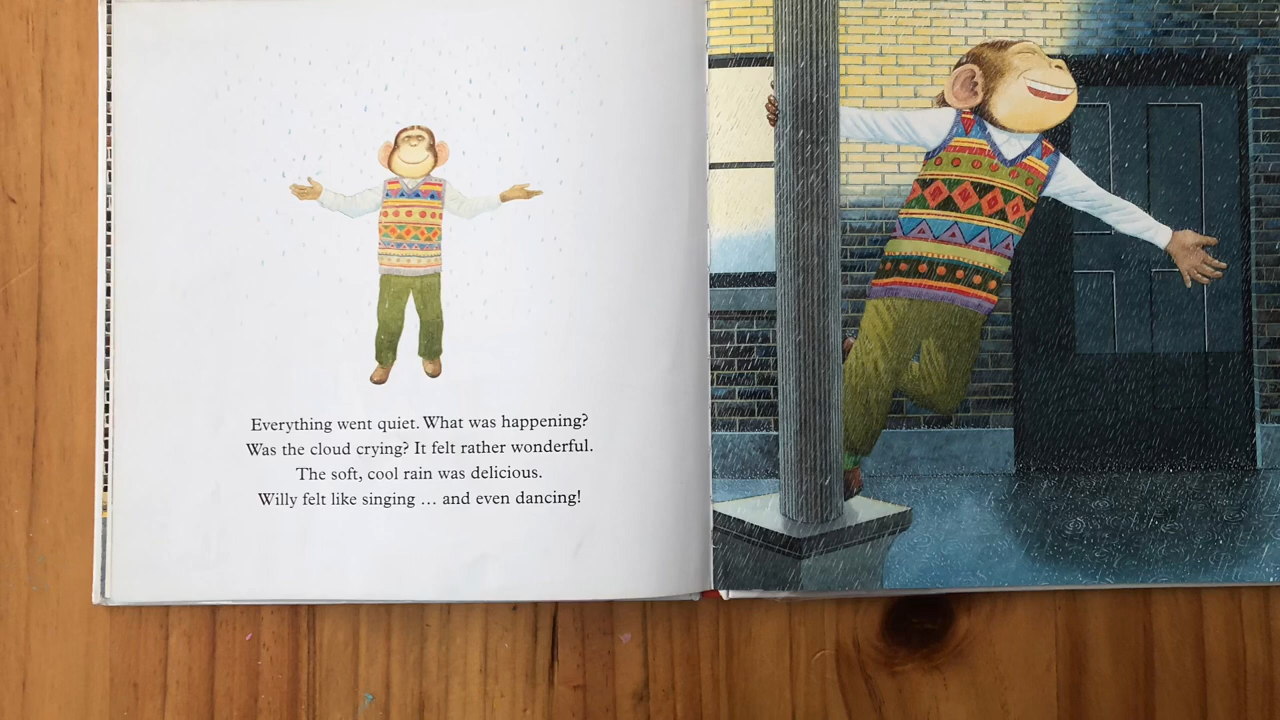 Everything went quiet. What was happening?
Was the cloud crying? It felt rather wonderful.
The soft, cool rain was delicious.
Willy felt like singing … and even dancing!